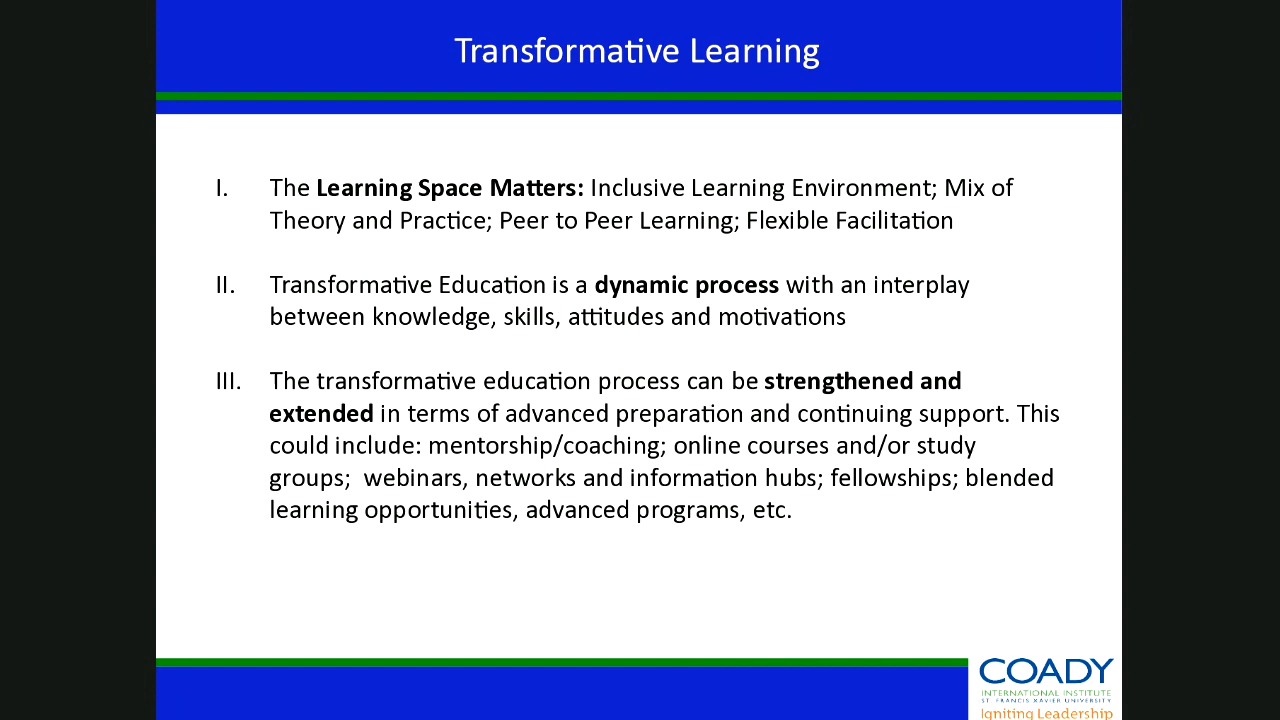 Transformative Learning
I. The Learning Space Matters: Inclusive Learning Environment; Mix of
Theory and Practice; Peer to Peer Learning; Flexible Facilitation
II. Transformative Education is a dynamic process with an interplay
between knowledge, skills, attitudes and motivations
III. The transformative education process can be strengthened and
extended in terms of advanced preparation and continuing support. This
could include: mentorship/coaching; online courses and/or study
groups;  webinars, networks and information hubs; fellowships; blended
learning opportunities, advanced programs, etc.
COADY
INTERNATIONAL INSTITUTE
ST. FRANCIS XAVIER UNIVERSITY
Igniting Leadership